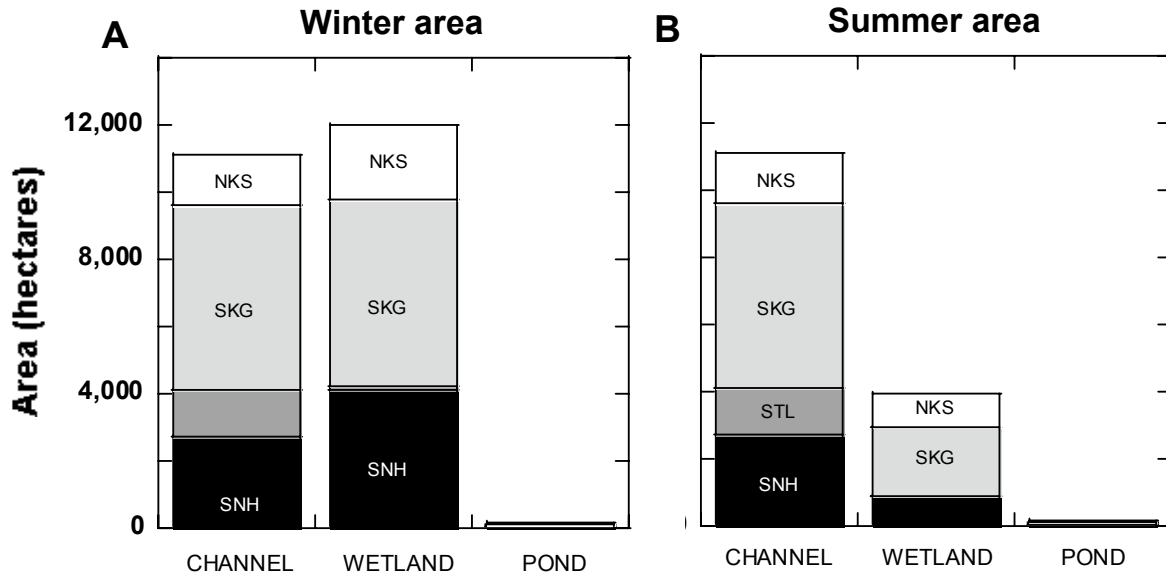 A
Winter area
B
Summer area
Area (hectares)
12,000
8,000
4,000
0
NKS
SKG
SNH
NKS
SKG
SNH
CHANNEL
WETLAND
POND
NKS
SKG
STL
SNH
NKS
SKG
CHANNEL
WETLAND
POND